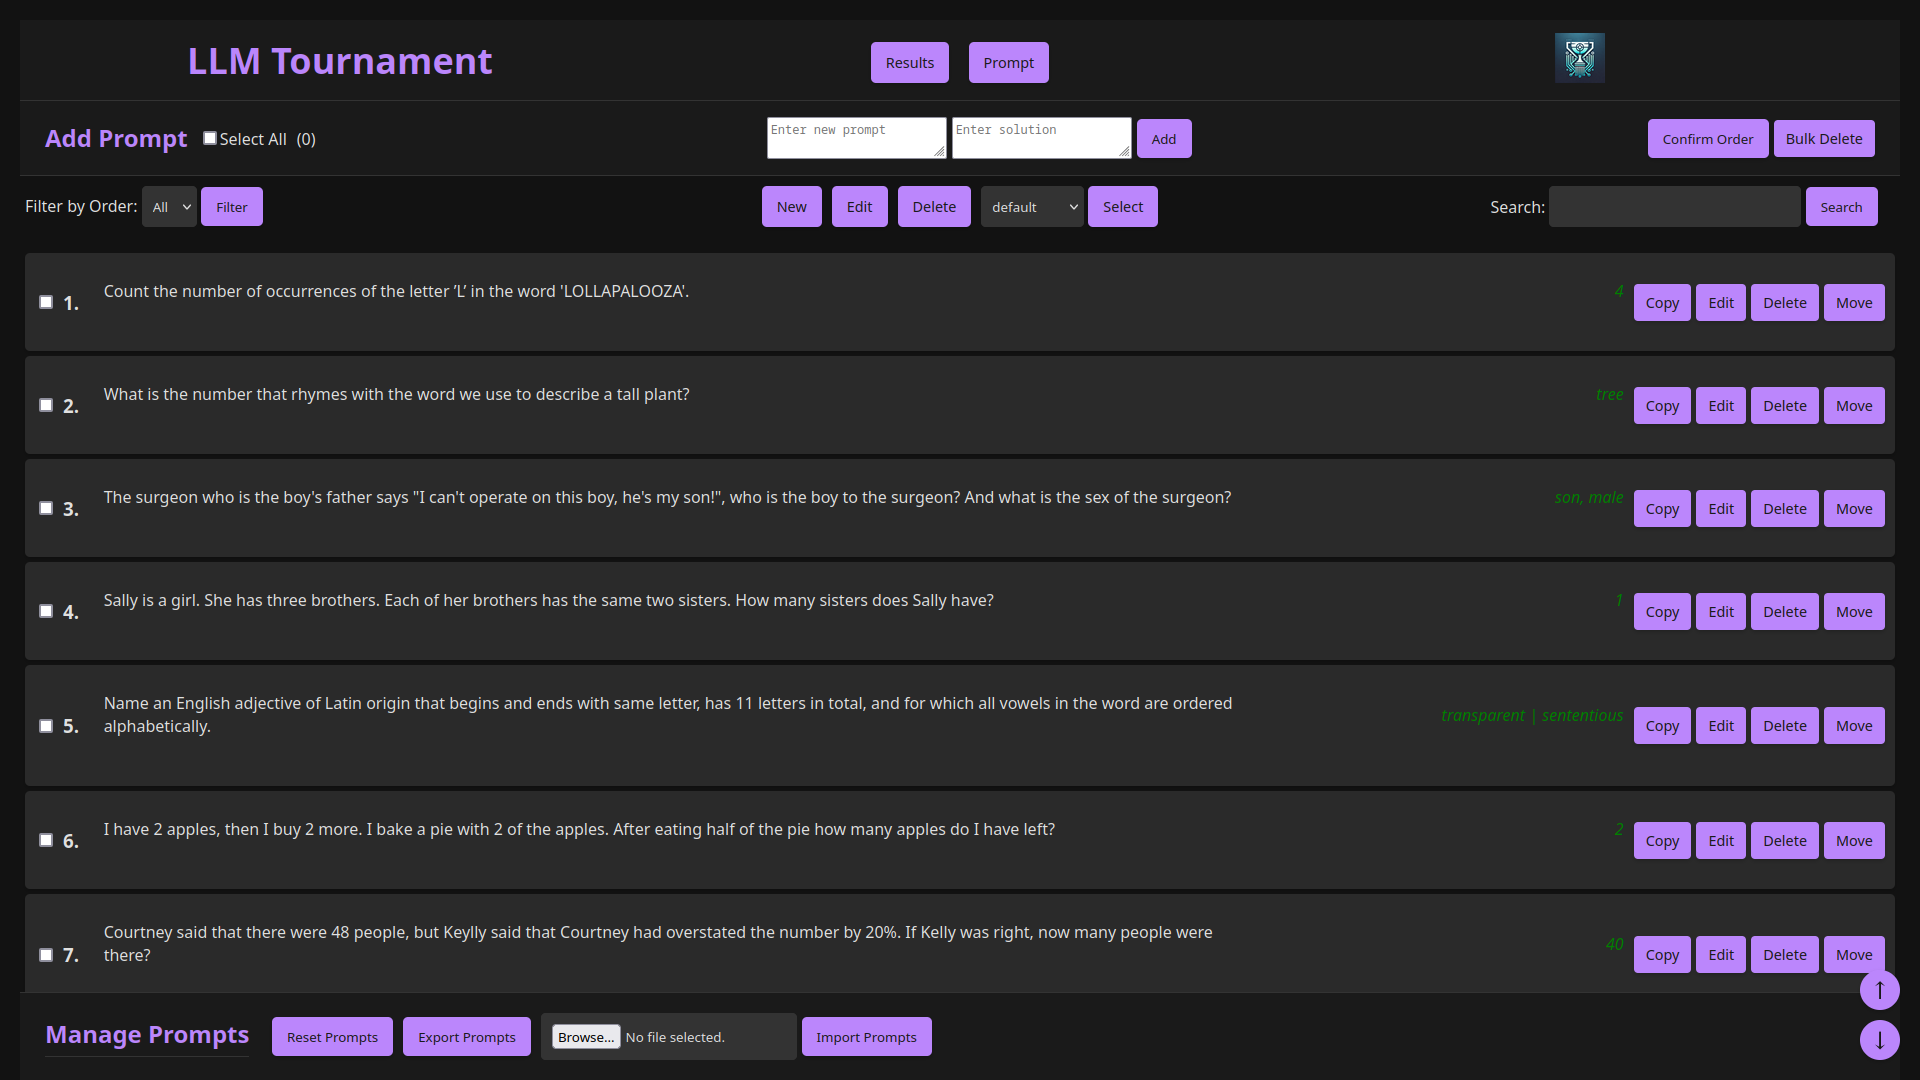 LLM Tournament
Results Prompt
Add Prompt Select All (0)
Enter new prompt Enter solution Add
Confirm Order Bulk Delete
Filter by Order: All Filter
New Edit Delete default Select
Search: Search
1. Count the number of occurrences of the letter ’L’ in the word 'LOLLAPALOOZA'. 4 Copy Edit Delete Move
2. What is the number that rhymes with the word we use to describe a tall plant? tree Copy Edit Delete Move
3. The surgeon who is the boy's father says "I can't operate on this boy, he's my son!", who is the boy to the surgeon? And what is the sex of the surgeon? son, male Copy Edit Delete Move
4. Sally is a girl. She has three brothers. Each of her brothers has the same two sisters. How many sisters does Sally have? 1 Copy Edit Delete Move
5. Name an English adjective of Latin origin that begins and ends with same letter, has 11 letters in total, and for which all vowels in the word are ordered
alphabetically. transparent | sententious Copy Edit Delete Move
6. I have 2 apples, then I buy 2 more. I bake a pie with 2 of the apples. After eating half of the pie how many apples do I have left? 2 Copy Edit Delete Move
7. Courtney said that there were 48 people, but Keylly said that Courtney had overstated the number by 20%. If Kelly was right, now many people were
there? 40 Copy Edit Delete Move
↑
↓
Manage Prompts Reset Prompts Export Prompts Browse... No file selected. Import Prompts